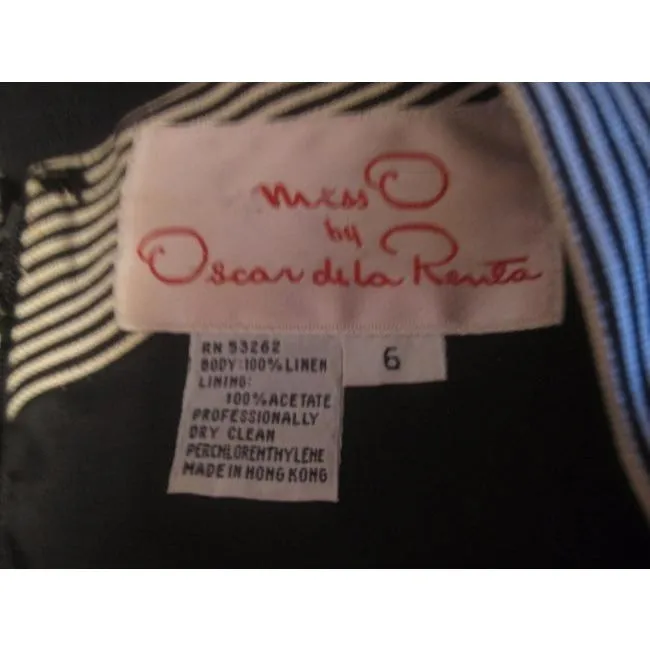 Miss O
by
Oscar de la Renta
6
RN 53262
BODY: 100% LINEN
LINING:
100% ACETATE
PROFESSIONALLY
DRY CLEAN
PERCHLORENTHYLENE
MADE IN HONG KONG